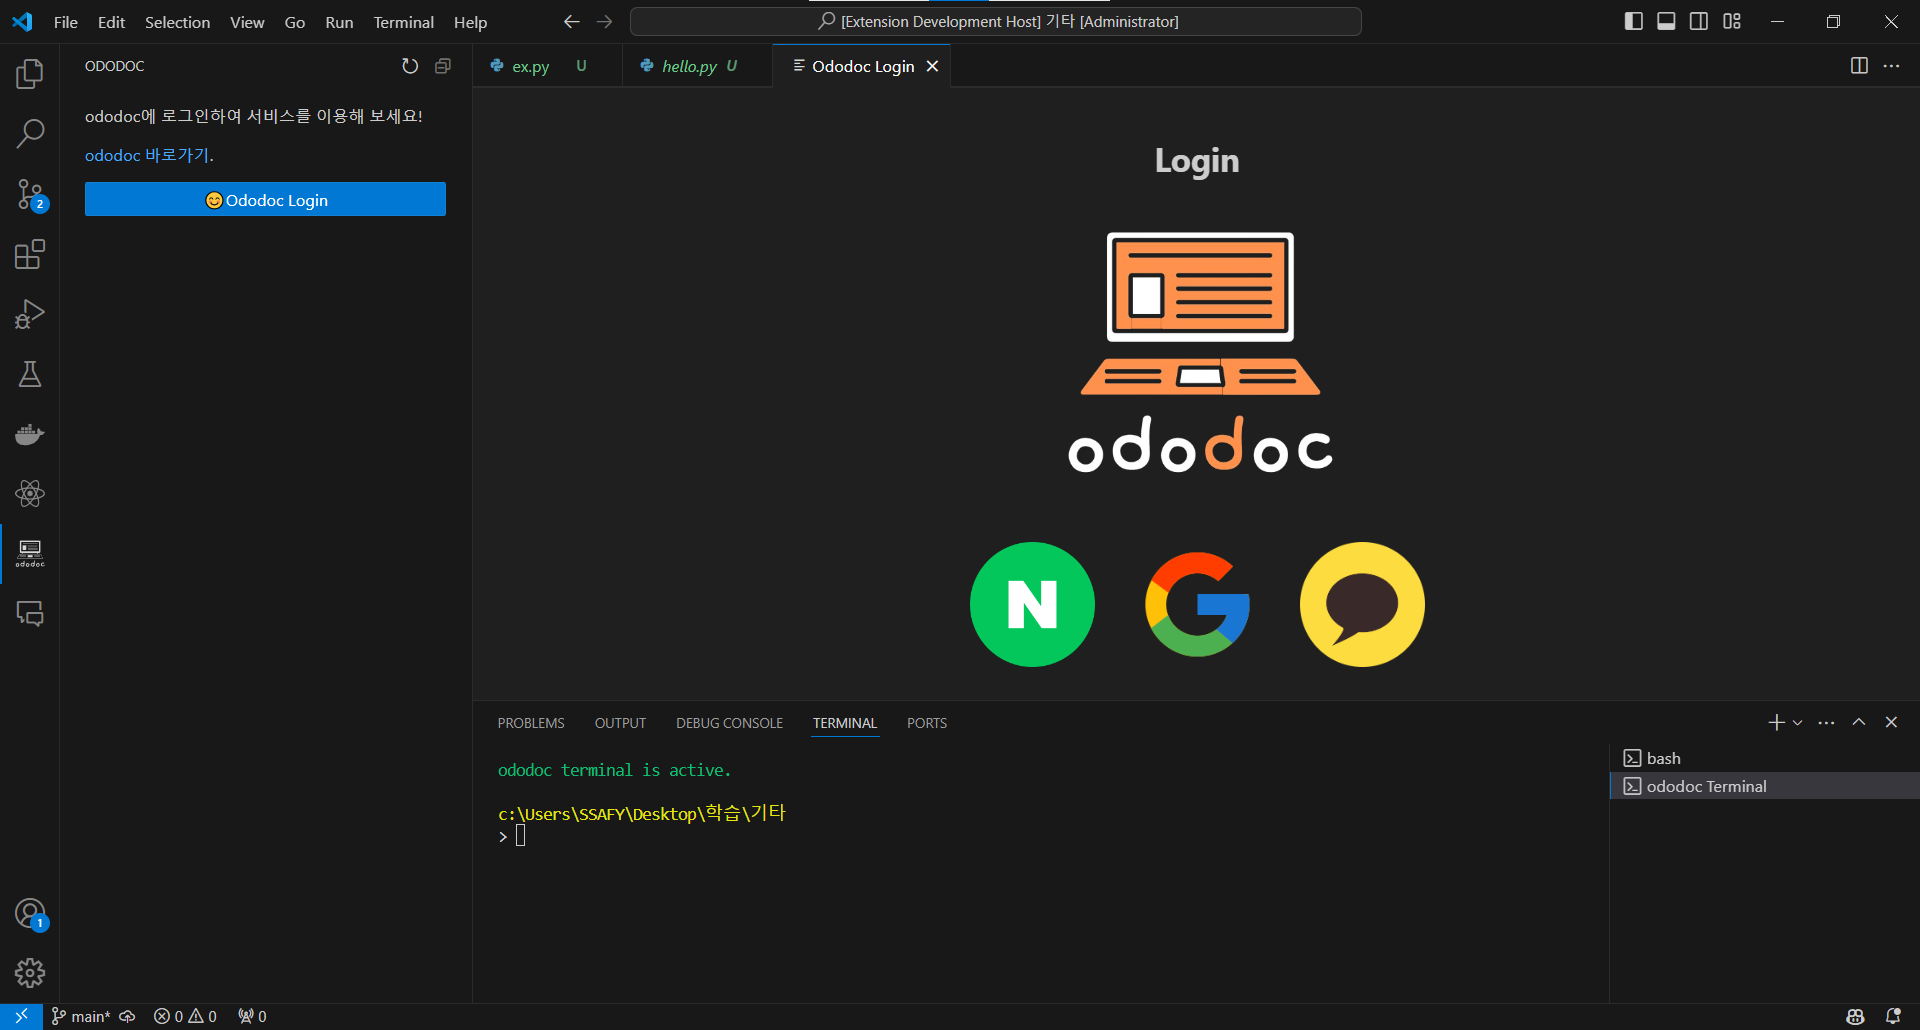 File Edit Selection View Go Run Terminal Help
[Extension Development Host] 기타 [Administrator]
ODODOC
ododoc에 로그인하여 서비스를 이용해 보세요!
ododoc 바로가기.
😊Ododoc Login
2
ex.py U
hello.py U
Ododoc Login
Login
ododoc
N
G
PROBLEMS OUTPUT DEBUG CONSOLE TERMINAL PORTS
ododoc terminal is active.
c:\Users\SSAFY\Desktop\학습\기타
>
bash
ododoc Terminal
ododoc
1
main* 0 0 0